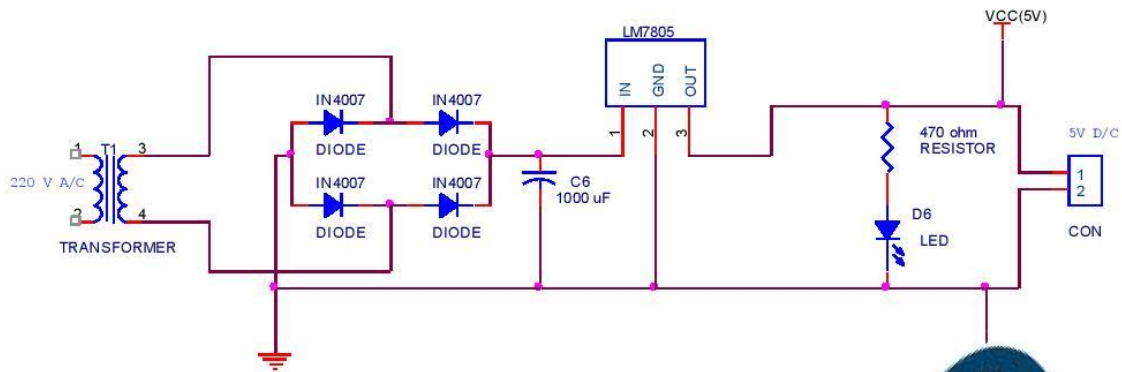 VCC(5V)
LM7805
IN
GND
OUT
1
2
3
IN4007
IN4007
DIODE
DIODE
IN4007
IN4007
DIODE
DIODE
1
T1
3
220 V A/C
2
4
TRANSFORMER
C6
1000 uF
470 ohm
RESISTOR
D6
LED
5V D/C
1
2
CON